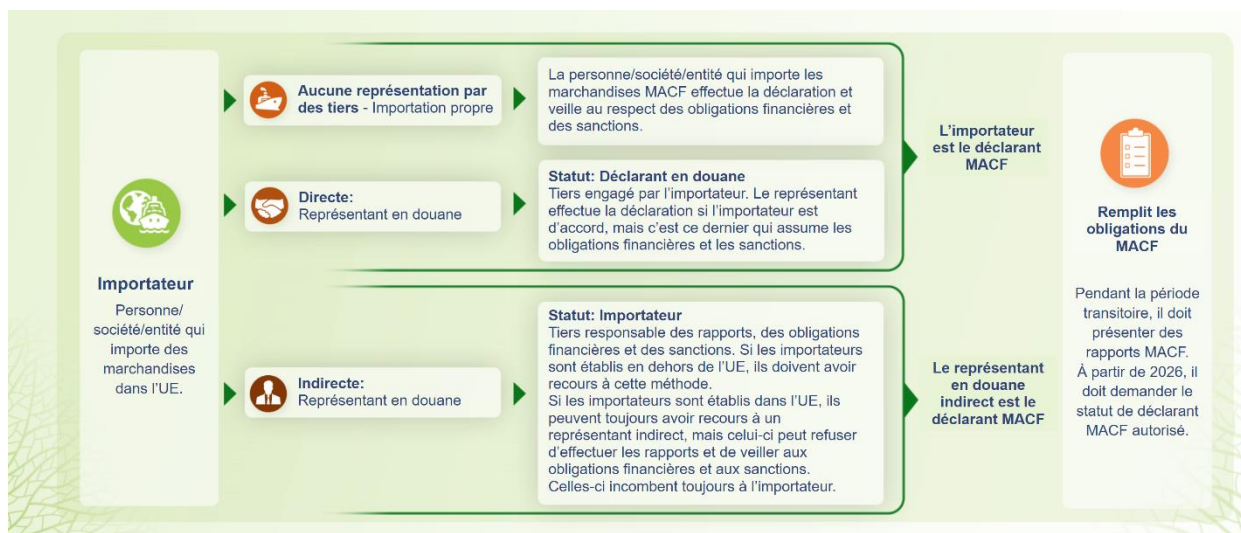 Importateur
Personne/
société/entité qui
importe des
marchandises
dans l'UE.
Aucune représentation par
des tiers - Importation propre
La personne/société/entité qui importe les
marchandises MACF effectue la déclaration et
veille au respect des obligations financières et
des sanctions.
Directe:
Représentant en douane
Statut: Déclarant en douane
Tiers engagé par l'importateur. Le représentant
effectue la déclaration si l'importateur est
d'accord, mais c'est ce dernier qui assume les
obligations financières et les sanctions.
L'importateur
est le déclarant
MACF
Indirecte:
Représentant en douane
Statut: Importateur
Tiers responsable des rapports, des obligations
financières et des sanctions. Si les importateurs
sont établis en dehors de l'UE, ils doivent avoir
recours à cette méthode.
Si les importateurs sont établis dans l'UE, ils
peuvent toujours avoir recours à un
représentant indirect, mais celui-ci peut refuser
d'effectuer les rapports et de veiller aux
obligations financières et aux sanctions.
Celles-ci incombent toujours à l'importateur.
Le représentant
en douane
indirect est le
déclarant MACF
Remplit les
obligations du
MACF
Pendant la période
transitoire, il doit
présenter des
rapports MACF.
À partir de 2026, il
doit demander le
statut de déclarant
MACF autorisé.